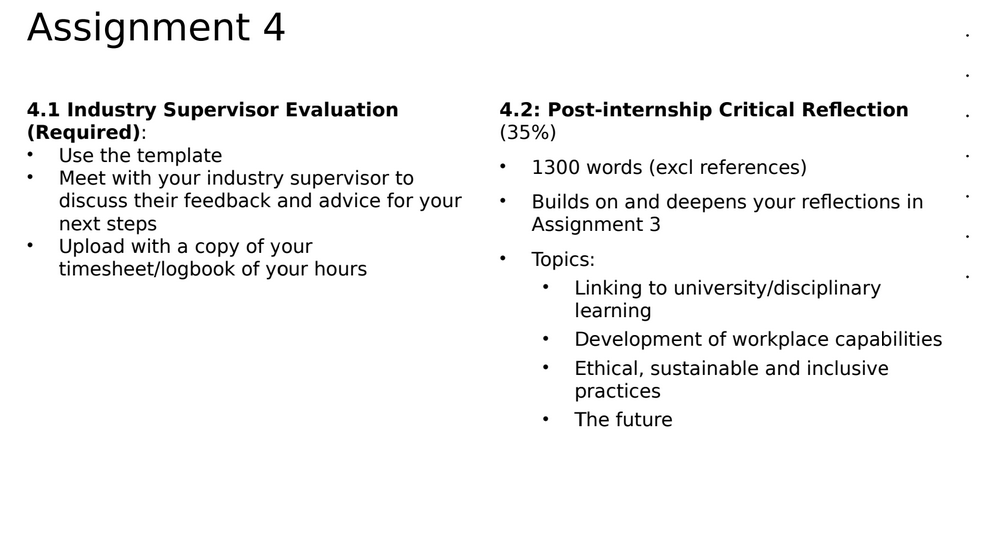 Assignment 4
4.1 Industry Supervisor Evaluation
(Required):
• Use the template
• Meet with your industry supervisor to
discuss their feedback and advice for your
next steps
• Upload with a copy of your
timesheet/logbook of your hours
4.2: Post-internship Critical Reflection
(35%)
• 1300 words (excl references)
• Builds on and deepens your reflections in
Assignment 3
• Topics:
• Linking to university/disciplinary
learning
• Development of workplace capabilities
• Ethical, sustainable and inclusive
practices
• The future